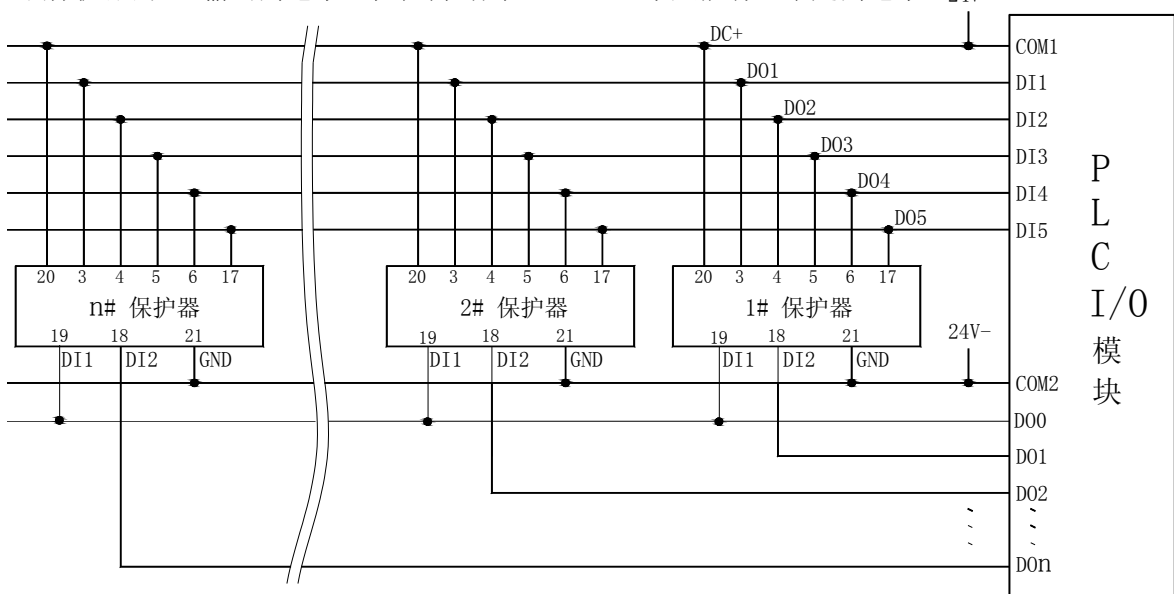 DC+
COM1
DO1
DI1
DO2
DI2
DO3
DI3
DO4
DI4
DO5
DI5
20 3 4 5 6 17
20 3 4 5 6 17
20 3 4 5 6 17
n# 保护器
2# 保护器
1# 保护器
19 18 21
19 18 21
19 18 21
DI1 DI2 GND
DI1 DI2 GND
DI1 DI2 GND
24V-
COM2
DO0
DO1
DO2
DOn
PLC
I/O
模块